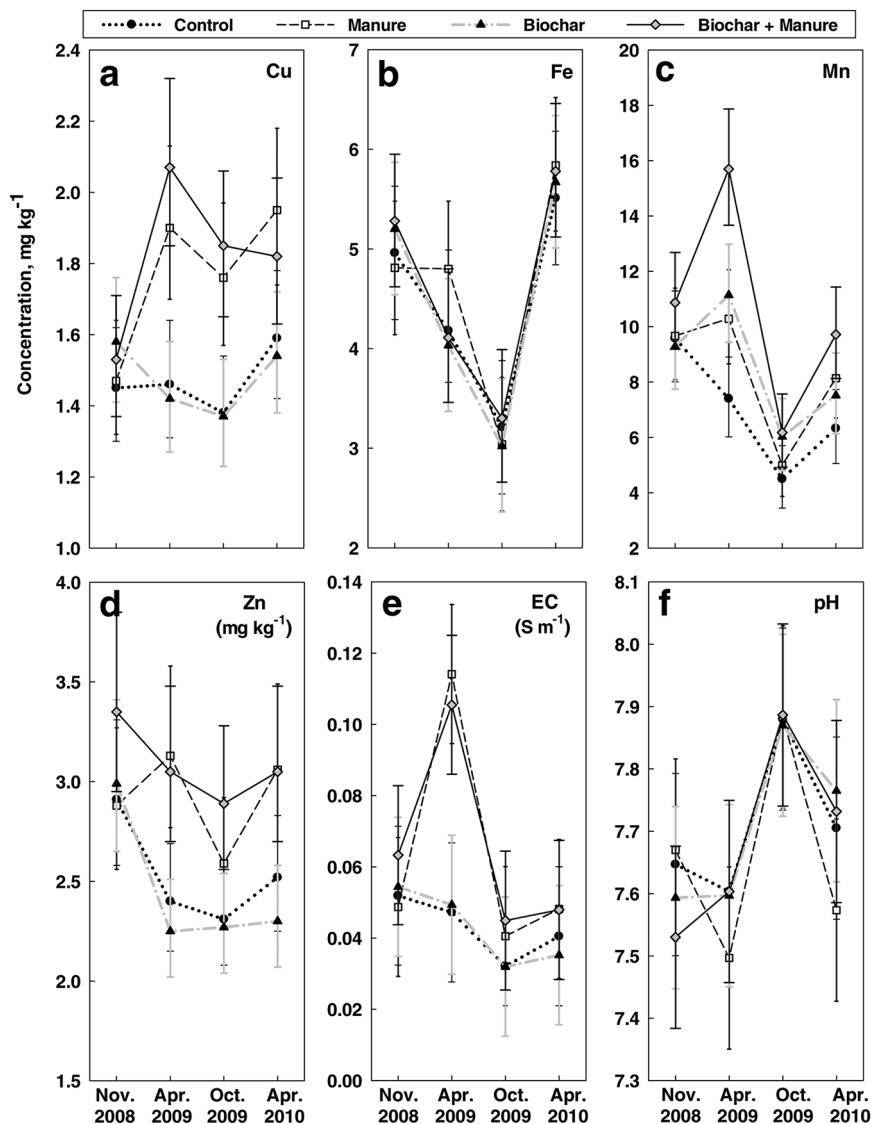 Control Manure Biochar Biochar + Manure
a Cu
b Fe
c Mn
Concentration, mg kg-1
2.4
2.2
2.0
1.8
1.6
1.4
1.2
1.0
7
6
5
4
3
2
20
18
16
14
12
10
8
6
4
2
d Zn
(mg kg-1)
e EC
(S m-1)
f pH
4.0
3.5
3.0
2.5
2.0
1.5
0.14
0.12
0.10
0.08
0.06
0.04
0.02
0.00
8.1
8.0
7.9
7.8
7.7
7.6
7.5
7.4
7.3
Nov. Apr. Oct. Apr.
2008 2009 2009 2010
Nov. Apr. Oct. Apr.
2008 2009 2009 2010
Nov. Apr. Oct. Apr.
2008 2009 2009 2010